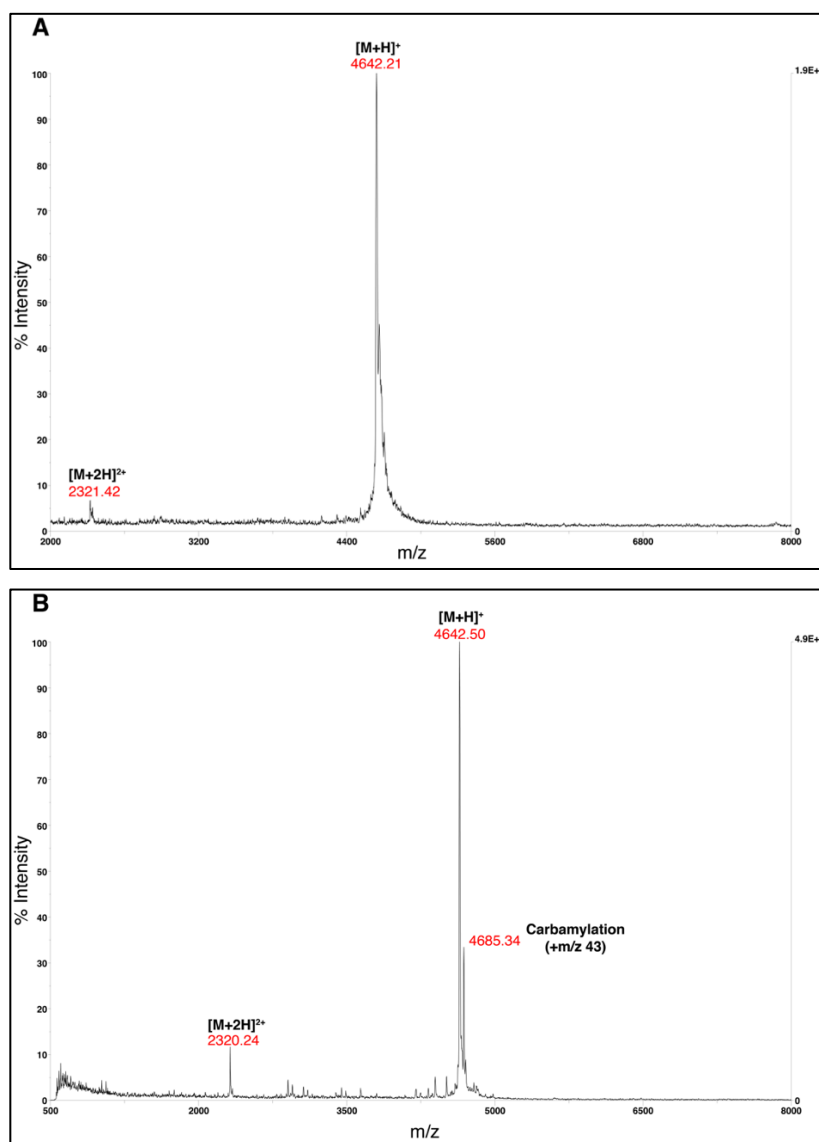 A
[M+H]⁺
4642.21
100
1.9E+
90
80
70
60
50
40
30
20
10
0
0
% Intensity
[M+2H]²⁺
2321.42
2000
3200
4400
5600
6800
8000
m/z
B
[M+H]⁺
4642.50
100
4.9E+
90
80
70
60
50
40
30
20
10
0
0
% Intensity
4685.34
Carbamylation
(+m/z 43)
[M+2H]²⁺
2320.24
500
2000
3500
5000
6500
8000
m/z